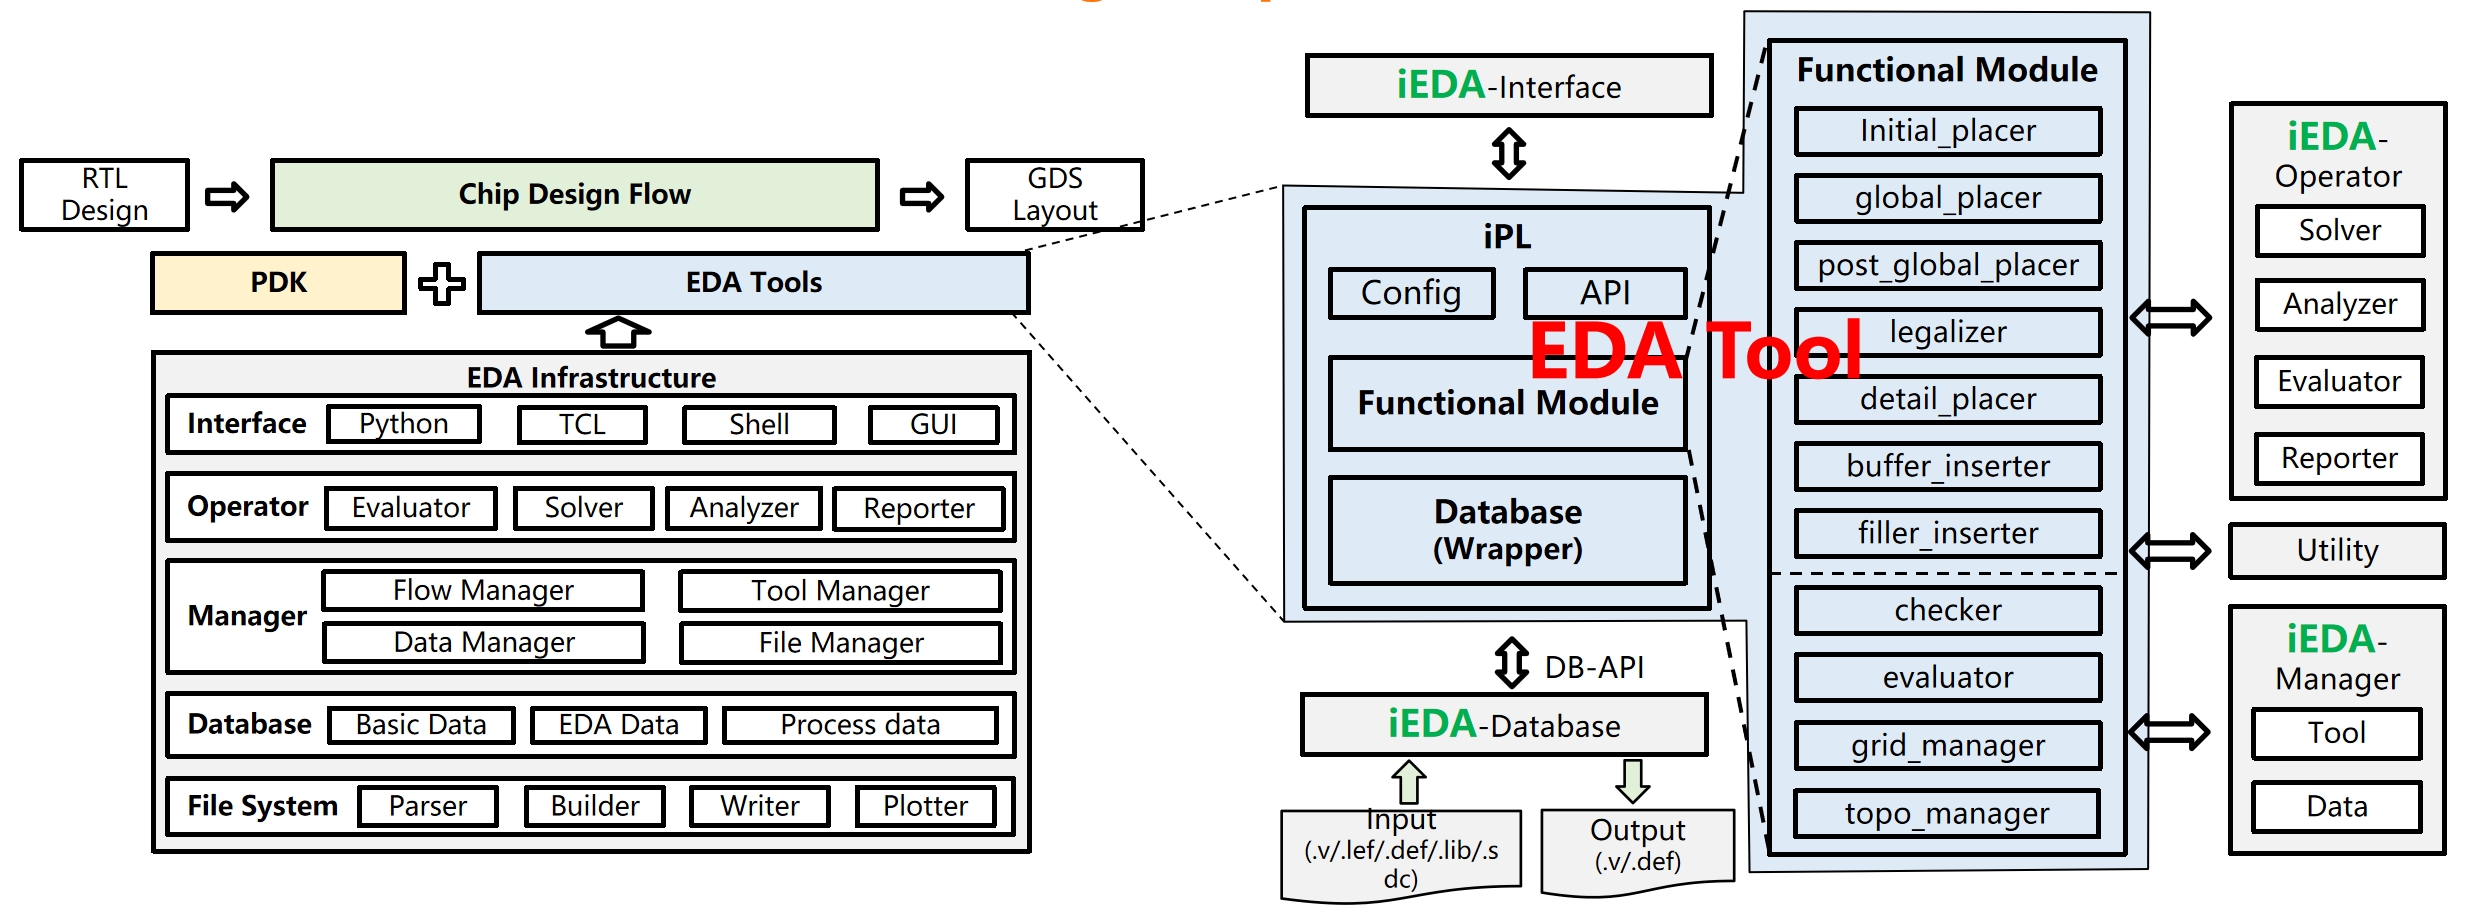 RTL
Design
Chip Design Flow
GDS
Layout
PDK
EDA Tools
EDA Infrastructure
Interface
Python
TCL
Shell
GUI
Operator
Evaluator
Solver
Analyzer
Reporter
Manager
Flow Manager
Tool Manager
Data Manager
File Manager
Database
Basic Data
EDA Data
Process data
File System
Parser
Builder
Writer
Plotter
iEDA-Interface
iPL
Config
API
EDA Tool
Functional Module
Database
(Wrapper)
DB-API
iEDA-Database
Input
(.v/.lef/.def/.lib/.s
dc)
Output
(.v/.def)
Functional Module
Initial_placer
global_placer
post_global_placer
legalizer
detail_placer
buffer_inserter
filler_inserter
checker
evaluator
grid_manager
topo_manager
iEDA-
Operator
Solver
Analyzer
Evaluator
Reporter
Utility
iEDA-
Manager
Tool
Data